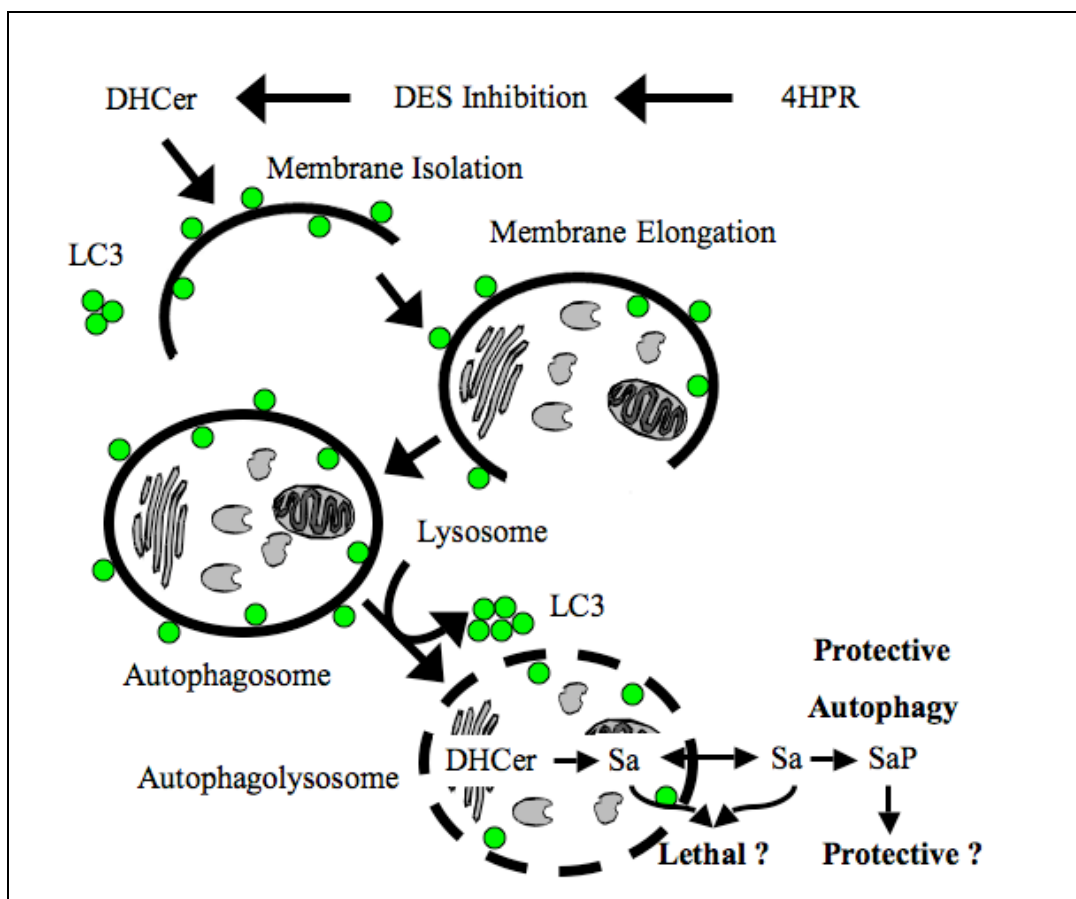 DHCer DES Inhibition 4HPR
Membrane Isolation
Membrane Elongation
LC3
Lysosome
LC3
Autophagosome
Protective
Autophagy
Autophagolysosome
DHCer Sa Sa SaP
Lethal ? Protective ?